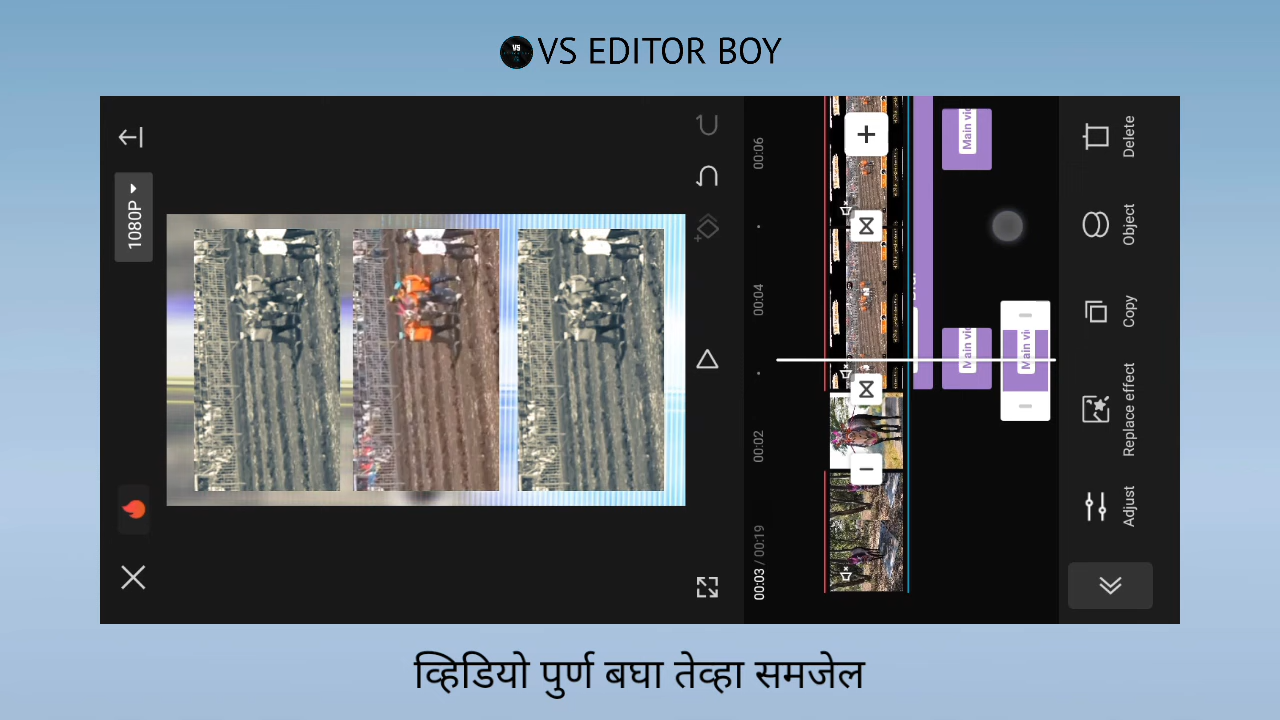 VS EDITOR BOY
1080P
00:03 / 00:19
00:02
00:04
00:06
Main vi
Main vi
Main vi
Delete
Object
Copy
Replace effect
Adjust
व्हिडियो पुर्ण बघा तेव्हा समजेल